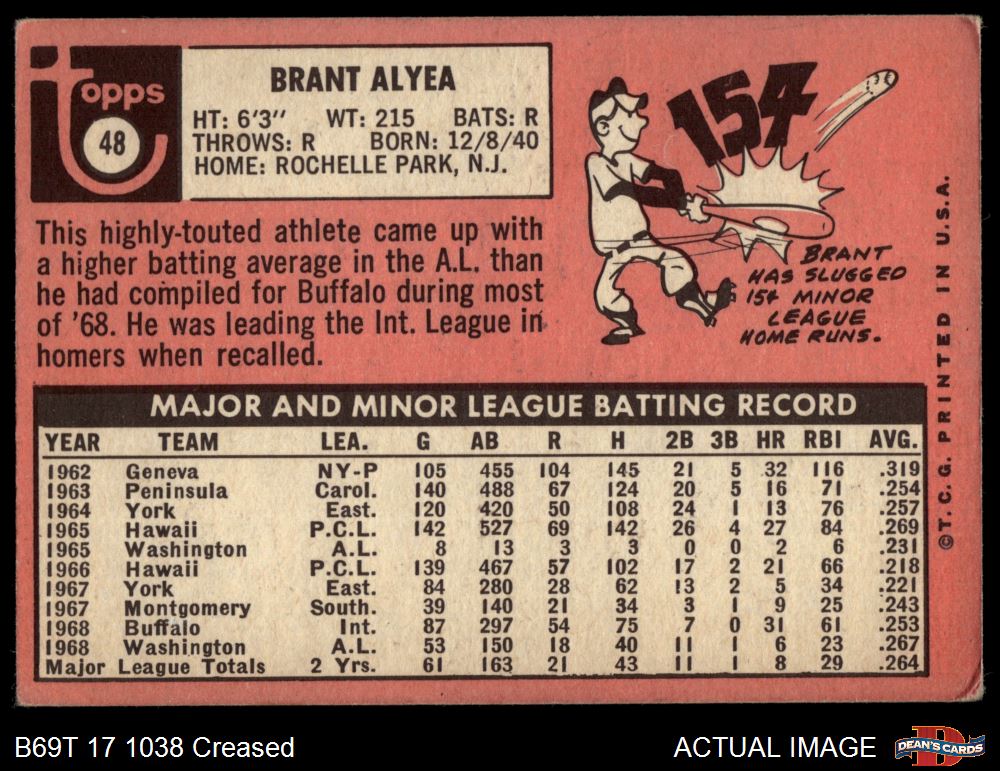 Topps
48
BRANT ALYEA
HT: 6'3" WT: 215 BATS: R
THROWS: R BORN: 12/8/40
HOME: ROCHELLE PARK, N.J.
This highly-touted athlete came up with
a higher batting average in the A.L. than
he had compiled for Buffalo during most
of '68. He was leading the Int. League in
homers when recalled.
154
BRANT
HAS SLUGGED
154 MINOR
LEAGUE
HOME RUNS.
MAJOR AND MINOR LEAGUE BATTING RECORD
YEAR TEAM LEA. G AB R H 2B 3B HR RBI AVG.
1962 Geneva NY-P 105 455 104 145 21 5 32 116 .319
1963 Peninsula Carol. 140 488 67 124 20 5 16 71 .254
1964 York East. 120 420 50 108 24 1 13 76 .257
1965 Hawaii P.C.L. 142 527 69 142 26 4 27 84 .269
1965 Washington A.L. 8 13 3 3 0 0 2 6 .231
1966 Hawaii P.C.L. 139 467 57 102 17 2 21 66 .218
1967 York East. 84 280 28 62 13 2 5 34 .221
1967 Montgomery South. 39 140 21 34 3 1 9 25 .243
1968 Buffalo Int. 87 297 54 75 7 0 31 61 .253
1968 Washington A.L. 53 150 18 40 11 1 6 23 .267
Major League Totals 2 Yrs. 61 163 21 43 11 1 8 29 .264
©T.C.G. PRINTED IN U.S.A.
B69T 17 1038 Creased
ACTUAL IMAGE
D
DEAN'S CARDS